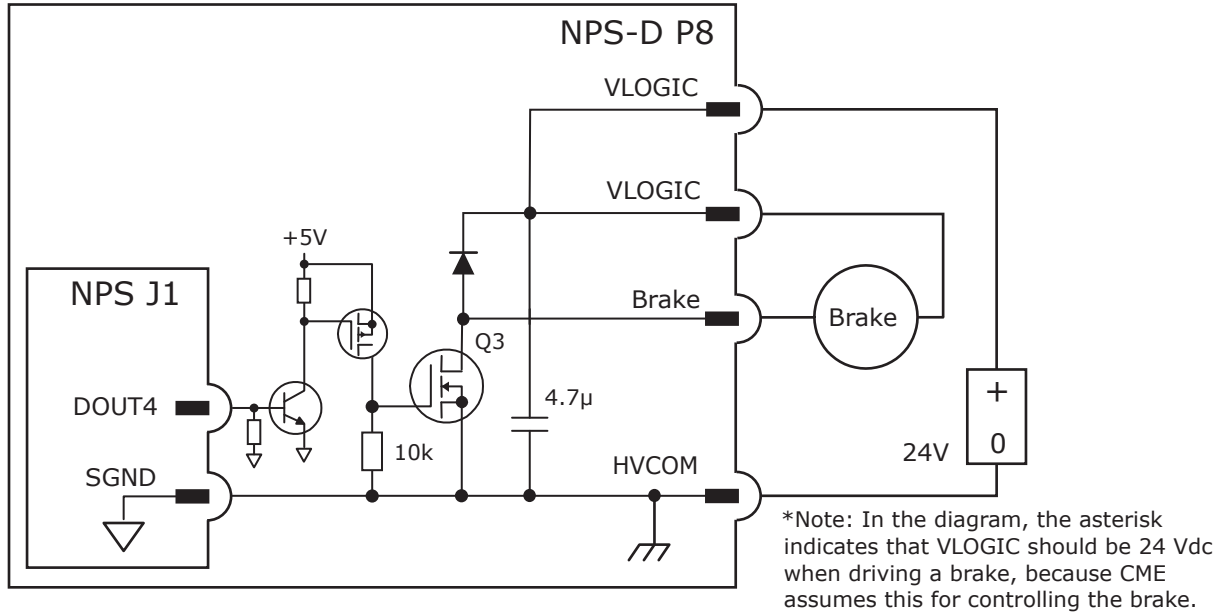 NPS-D P8
VLOGIC
VLOGIC
+5V
NPS J1
Brake
Brake
Q3
DOUT4
4.7µ
+
10k
24V
0
SGND
HVCOM
*Note: In the diagram, the asterisk
indicates that VLOGIC should be 24 Vdc
when driving a brake, because CME
assumes this for controlling the brake.